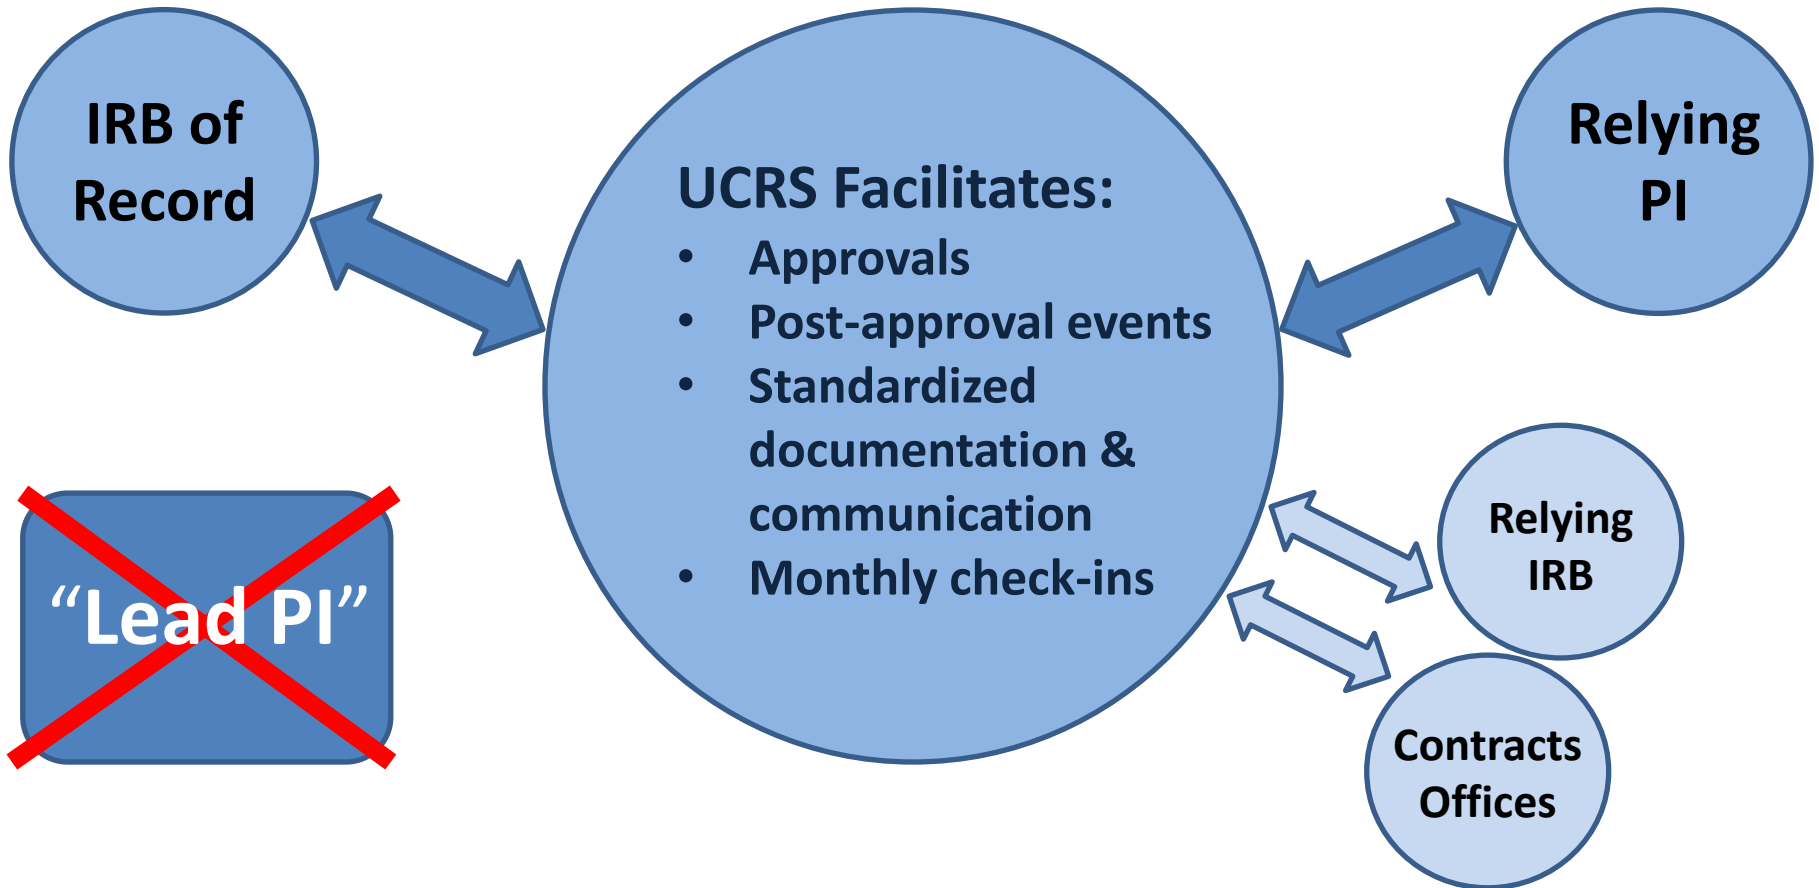 IRB of
Record
UCRS Facilitates:
• Approvals
• Post-approval events
• Standardized
documentation &
communication
• Monthly check-ins
Relying
PI
“Lead PI”
Relying
IRB
Contracts
Offices